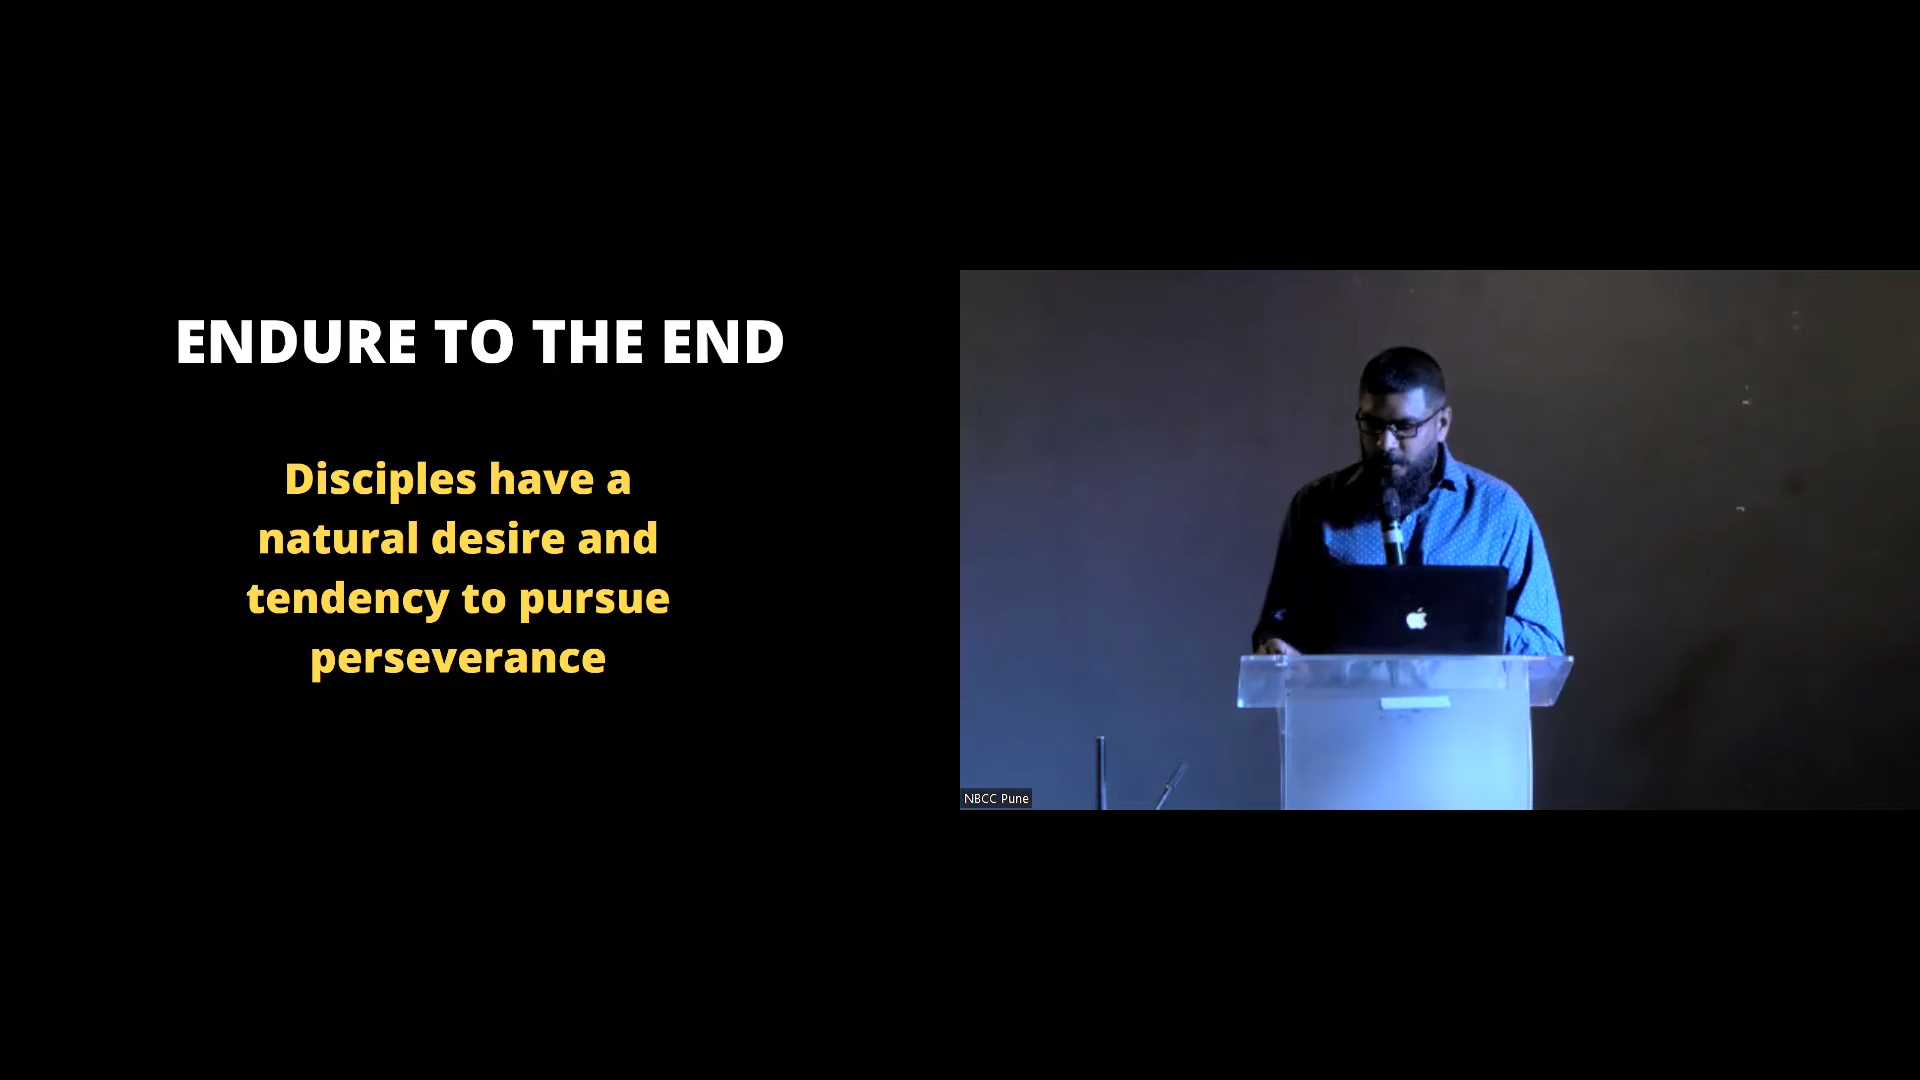 ENDURE TO THE END
Disciples have a
natural desire and
tendency to pursue
perseverance
NBCC Pune